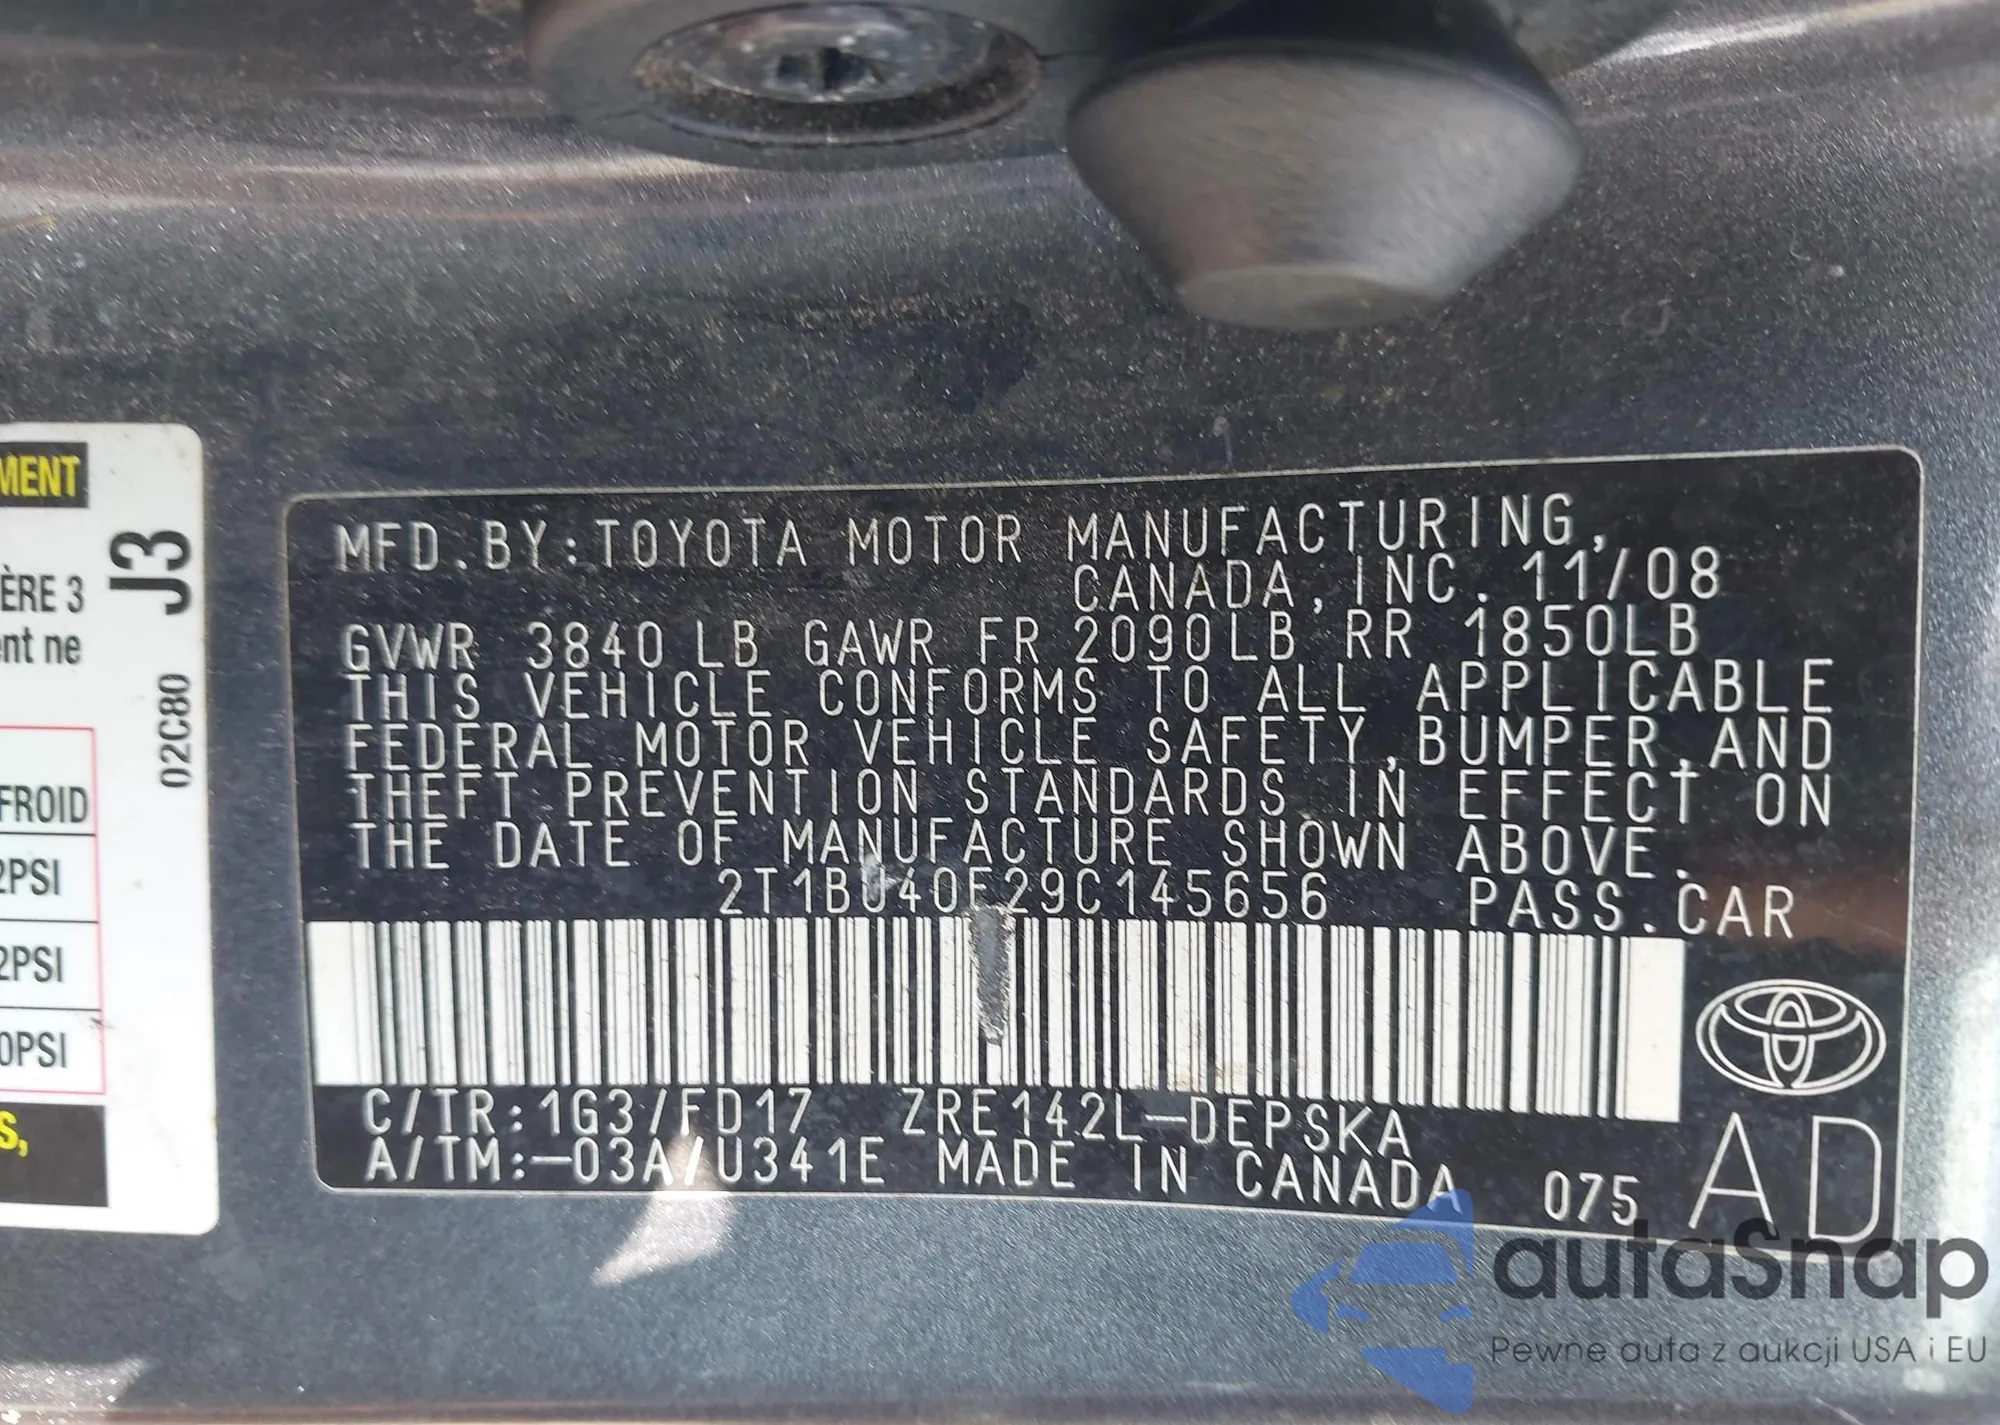 MENT
J3
ÈRE 3
nt ne
02C80
FROID
2PSI
2PSI
0PSI
S,
MFD.BY:TOYOTA MOTOR MANUFACTURING,
CANADA,INC. 11/08
GVWR 3840 LB GAWR FR 2090LB RR 1850LB
THIS VEHICLE CONFORMS TO ALL APPLICABLE
FEDERAL MOTOR VEHICLE SAFETY,BUMPER,AND
THEFT PREVENTION STANDARDS IN EFFECT ON
THE DATE OF MANUFACTURE SHOWN ABOVE.
2T1BU40E29C145656 PASS.CAR
C/TR:1G3/FD17 ZRE142L-DEPSKA
A/TM:-03A/U341E MADE IN CANADA 075
AD
autaSnap
Pewne auta z aukcji USA i EU